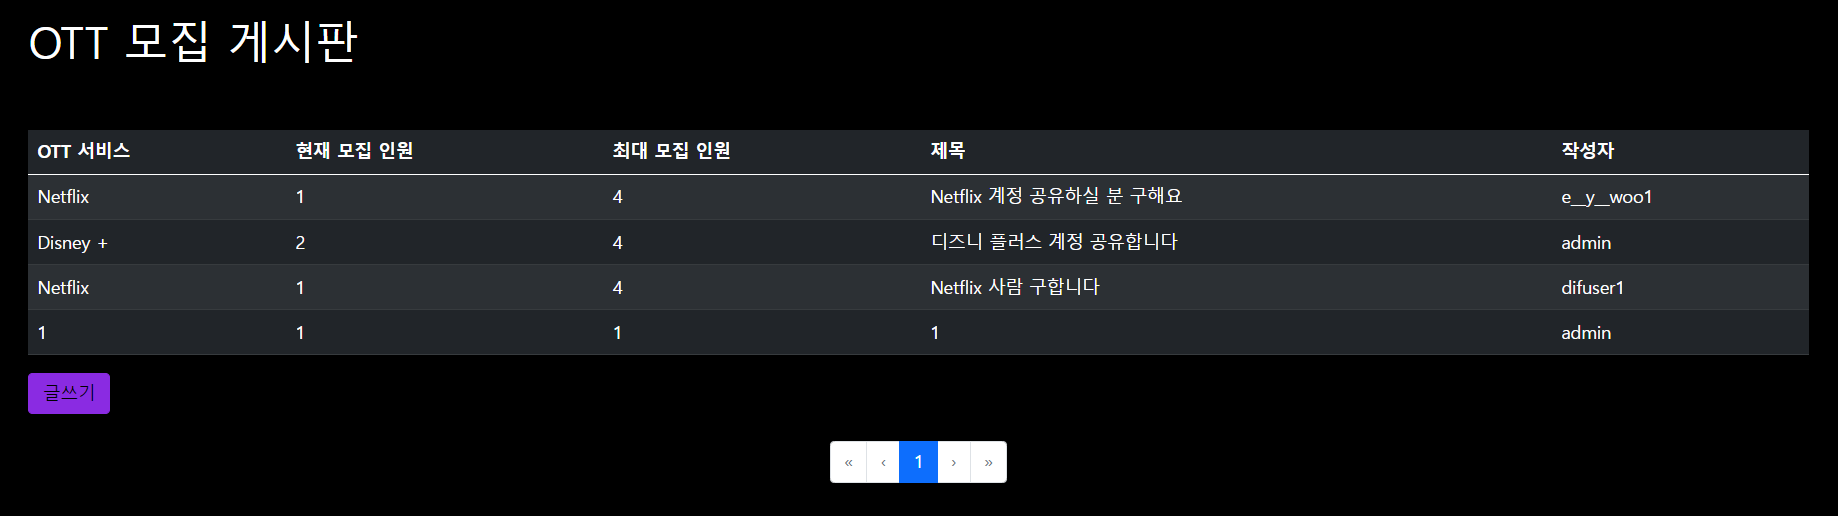 OTT 모집 게시판
OTT 서비스 현재 모집 인원 최대 모집 인원 제목 작성자
Netflix 1 4 Netflix 계정 공유하실 분 구해요 e__y__woo1
Disney + 2 4 디즈니 플러스 계정 공유합니다 admin
Netflix 1 4 Netflix 사람 구합니다 difuser1
1 1 1 1 admin
글쓰기
« ‹ 1 › »